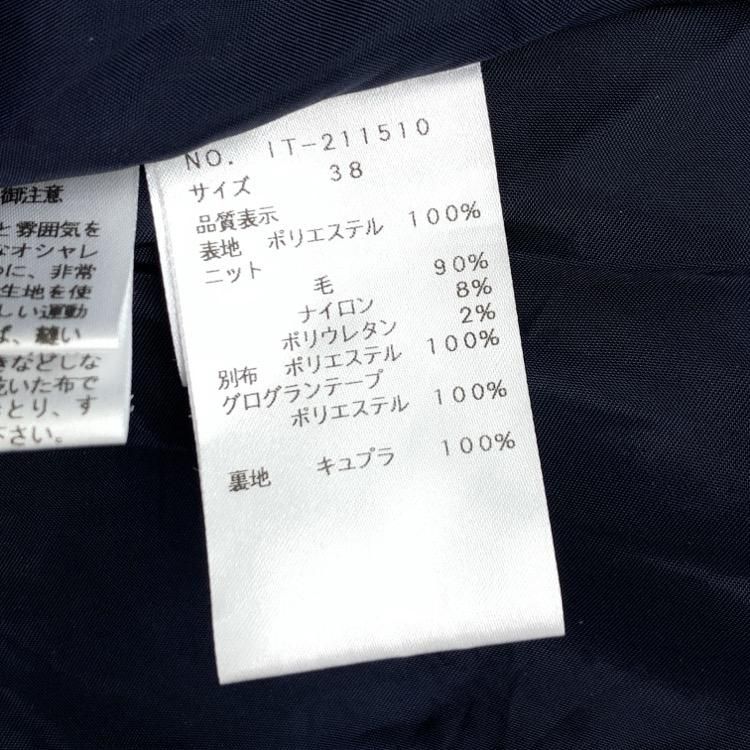 御注意
と雰囲気を
なオシャレ
めに、非常
生地を使
しい運動
ば、縫い
きなどしな
乾いた布で
とり、す
さい。
NO. IT-211510
サイズ 38
品質表示
表地 ポリエステル 100%
ニット
毛 90%
ナイロン 8%
ポリウレタン 2%
別布 ポリエステル 100%
グログランテープ
ポリエステル 100%
裏地 キュプラ 100%